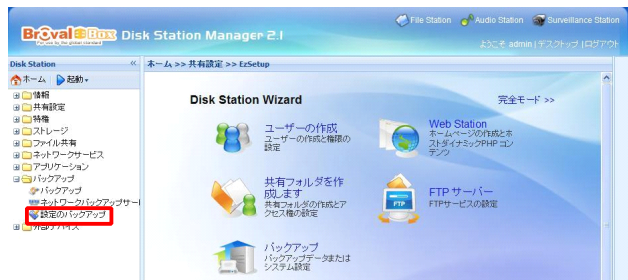 File Station Audio Station Surveillance Station
Broval Box Disk Station Manager 2.1
For use by the global standard
ようこそ admin | デスクトップ | ログアウト
Disk Station
ホーム >> 共有設定 >> EzSetup
ホーム 起動
情報
共有設定
特権
ストレージ
ファイル共有
ネットワークサービス
アプリケーション
バックアップ
バックアップ
ネットワークバックアップサー
設定のバックアップ
外部デバイス
Disk Station Wizard
完全モード >>
ユーザーの作成
ユーザーの作成と権限の
設定
Web Station
ホームページの作成とホ
ストダイナミックPHP コン
テンツ
共有フォルダを作
成します
共有フォルダの作成とア
クセス権の設定
FTP
FTP サーバー
FTPサービスの設定
バックアップ
バックアップデータまたは
システム設定